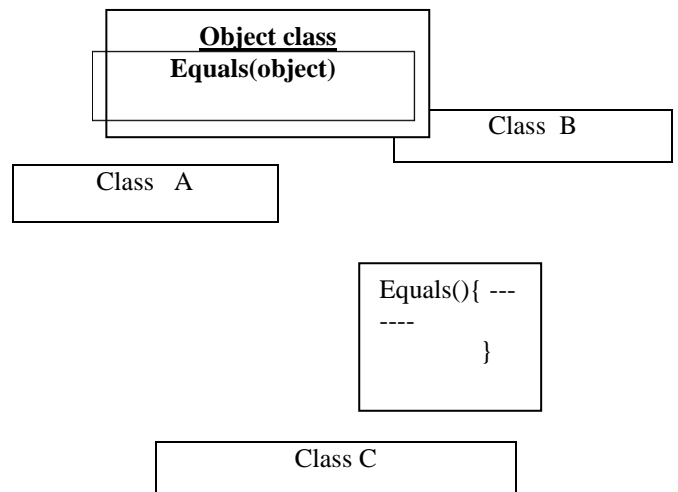 Object class
Equals(object)
Class B
Class A
Equals(){ ---
----
}
Class C